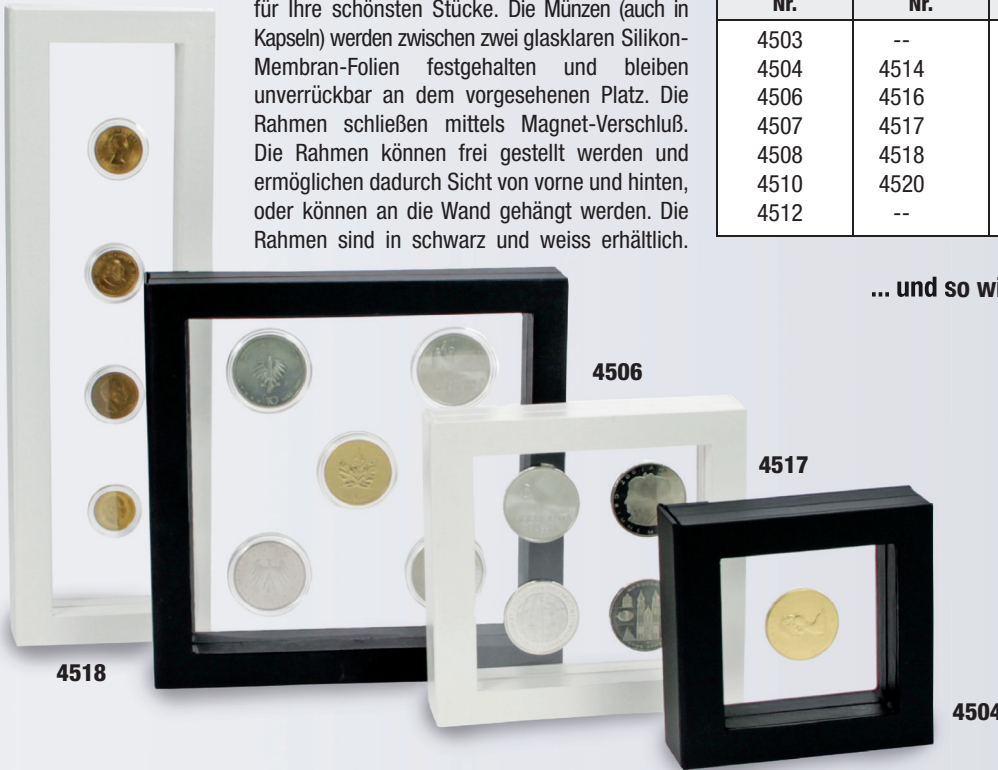 für Ihre schönsten Stücke. Die Münzen (auch in
Kapseln) werden zwischen zwei glasklaren Silikon-
Membran-Folien festgehalten und bleiben
unverrückbar an dem vorgesehenen Platz. Die
Rahmen schließen mittels Magnet-Verschluß.
Die Rahmen können frei gestellt werden und
ermöglichen dadurch Sicht von vorne und hinten,
oder können an die Wand gehängt werden. Die
Rahmen sind in schwarz und weiss erhältlich.
Nr. Nr.
4503 --
4504 4514
4506 4516
4507 4517
4508 4518
4510 4520
4512 --
... und so wi
4506
4517
4518
4504